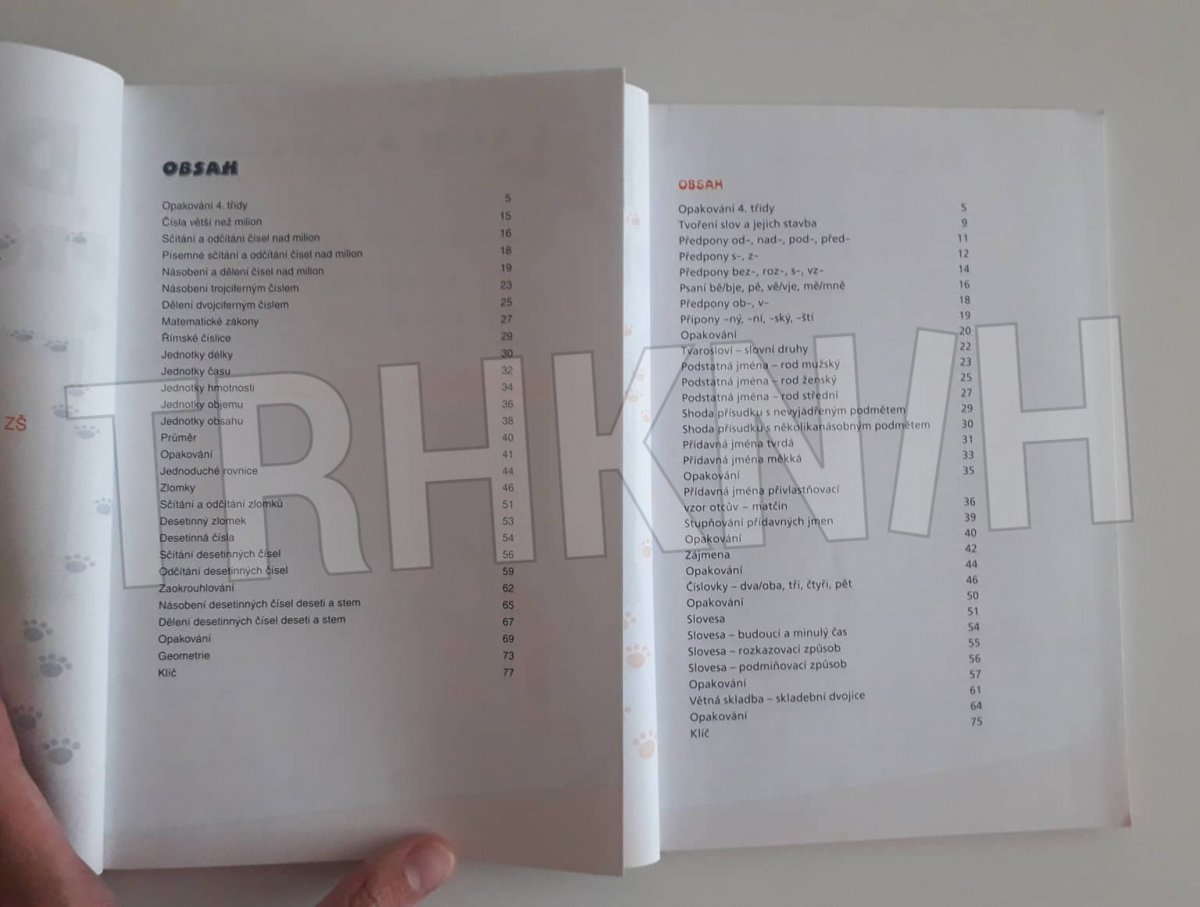 ZŠ
OBSAH
Opakování 4. třídy 5
Čísla větší než milion 15
Sčítání a odčítání čísel nad milion 16
Písemné sčítání a odčítání čísel nad milion 18
Násobení a dělení čísel nad milion 19
Násobení trojciferným číslem 23
Dělení dvojciferným číslem 25
Matematické zákony 27
Římské číslice 29
Jednotky délky 30
Jednotky času 32
Jednotky hmotnosti 34
Jednotky objemu 36
Jednotky obsahu 38
Průměr 40
Opakování 41
Jednoduché rovnice 44
Zlomky 46
Sčítání a odčítání zlomků 51
Desetinný zlomek 53
Desetinná čísla 54
Sčítání desetinných čísel 56
Odčítání desetinných čísel 59
Zaokrouhlování 62
Násobení desetinných čísel deseti a stem 65
Dělení desetinných čísel deseti a stem 67
Opakování 69
Geometrie 73
Klíč 77
OBSAH
Opakování 4. třídy 5
Tvoření slov a jejich stavba 9
Předpony od-, nad-, pod-, před- 11
Předpony s-, z- 12
Předpony bez-, roz-, s-, vz- 14
Psaní bě/bje, pě, vě/vje, mě/mně 16
Předpony ob-, v- 18
Přípony -ný, -ní, -ský, -ští 19
Opakování 20
Tvarosloví – slovní druhy 22
Podstatná jména – rod mužský 23
Podstatná jména – rod ženský 25
Podstatná jména – rod střední 27
Shoda přísudku s nevyjádřeným podmětem 29
Shoda přísudku s několikanásobným podmětem 30
Přídavná jména tvrdá 31
Přídavná jména měkká 33
Opakování 35
Přídavná jména přivlastňovací
vzor otcův – matčin 36
Stupňování přídavných jmen 39
Opakování 40
Zájmena 42
Opakování 44
Číslovky – dva/oba, tři, čtyři, pět 46
Opakování 50
Slovesa 51
Slovesa – budoucí a minulý čas 54
Slovesa – rozkazovací způsob 55
Slovesa – podmiňovací způsob 56
Opakování 57
Větná skladba – skladební dvojice 61
Opakování 64
Klíč 75
TRHKNIH